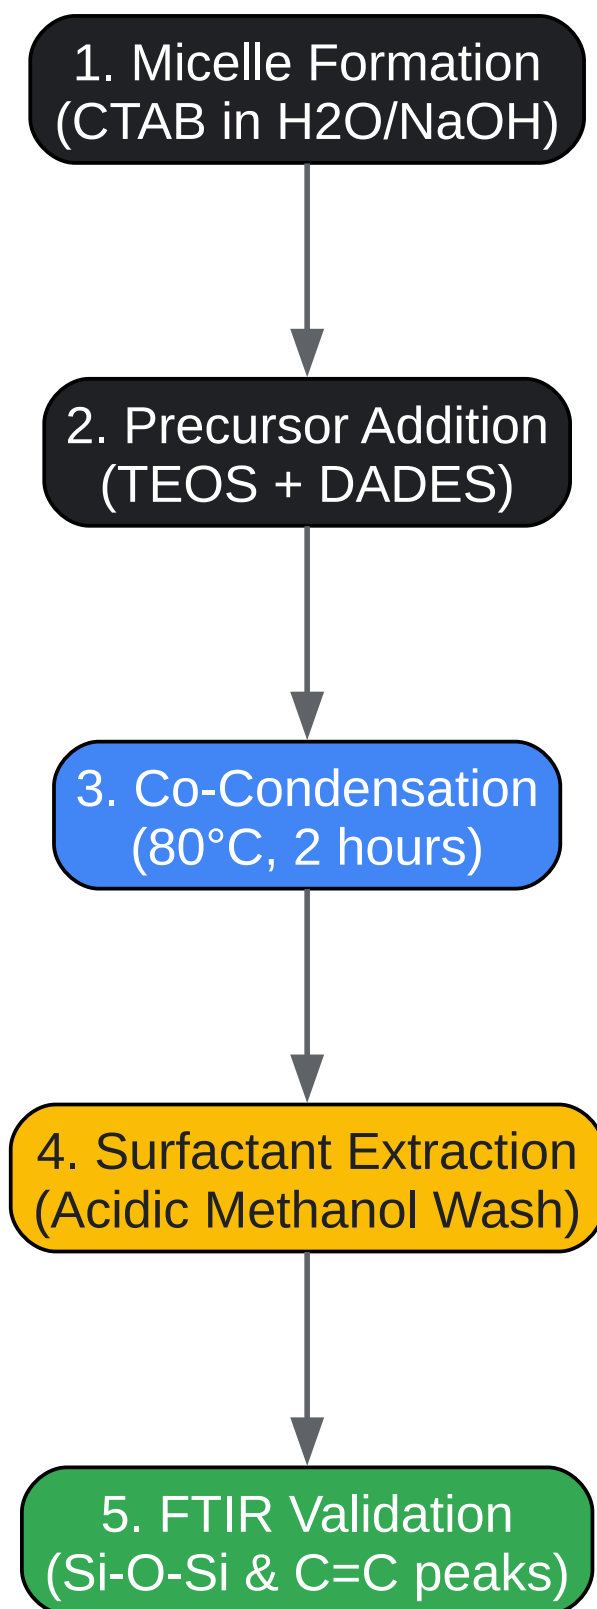 1. Micelle Formation
(CTAB in H2O/NaOH)
2. Precursor Addition
(TEOS + DADES)
3. Co-Condensation
(80°C, 2 hours)
4. Surfactant Extraction
(Acidic Methanol Wash)
5. FTIR Validation
(Si-O-Si & C=C peaks)